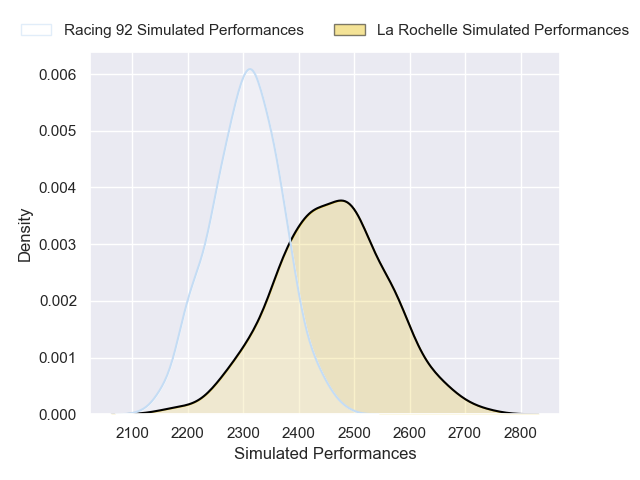 Racing 92 Simulated Performances
La Rochelle Simulated Performances
0.006
0.005
0.004
0.003
0.002
0.001
0.000
Density
2100 2200 2300 2400 2500 2600 2700 2800
Simulated Performances